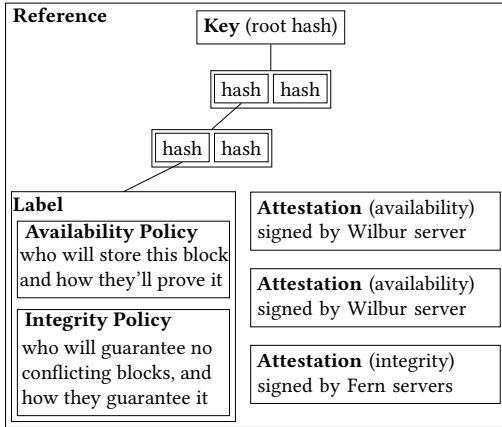 Reference
Key (root hash)
hash hash
hash hash
Label
Availability Policy
who will store this block
and how they'll prove it
Integrity Policy
who will guarantee no
conflicting blocks, and
how they guarantee it
Attestation (availability)
signed by Wilbur server
Attestation (availability)
signed by Wilbur server
Attestation (integrity)
signed by Fern servers